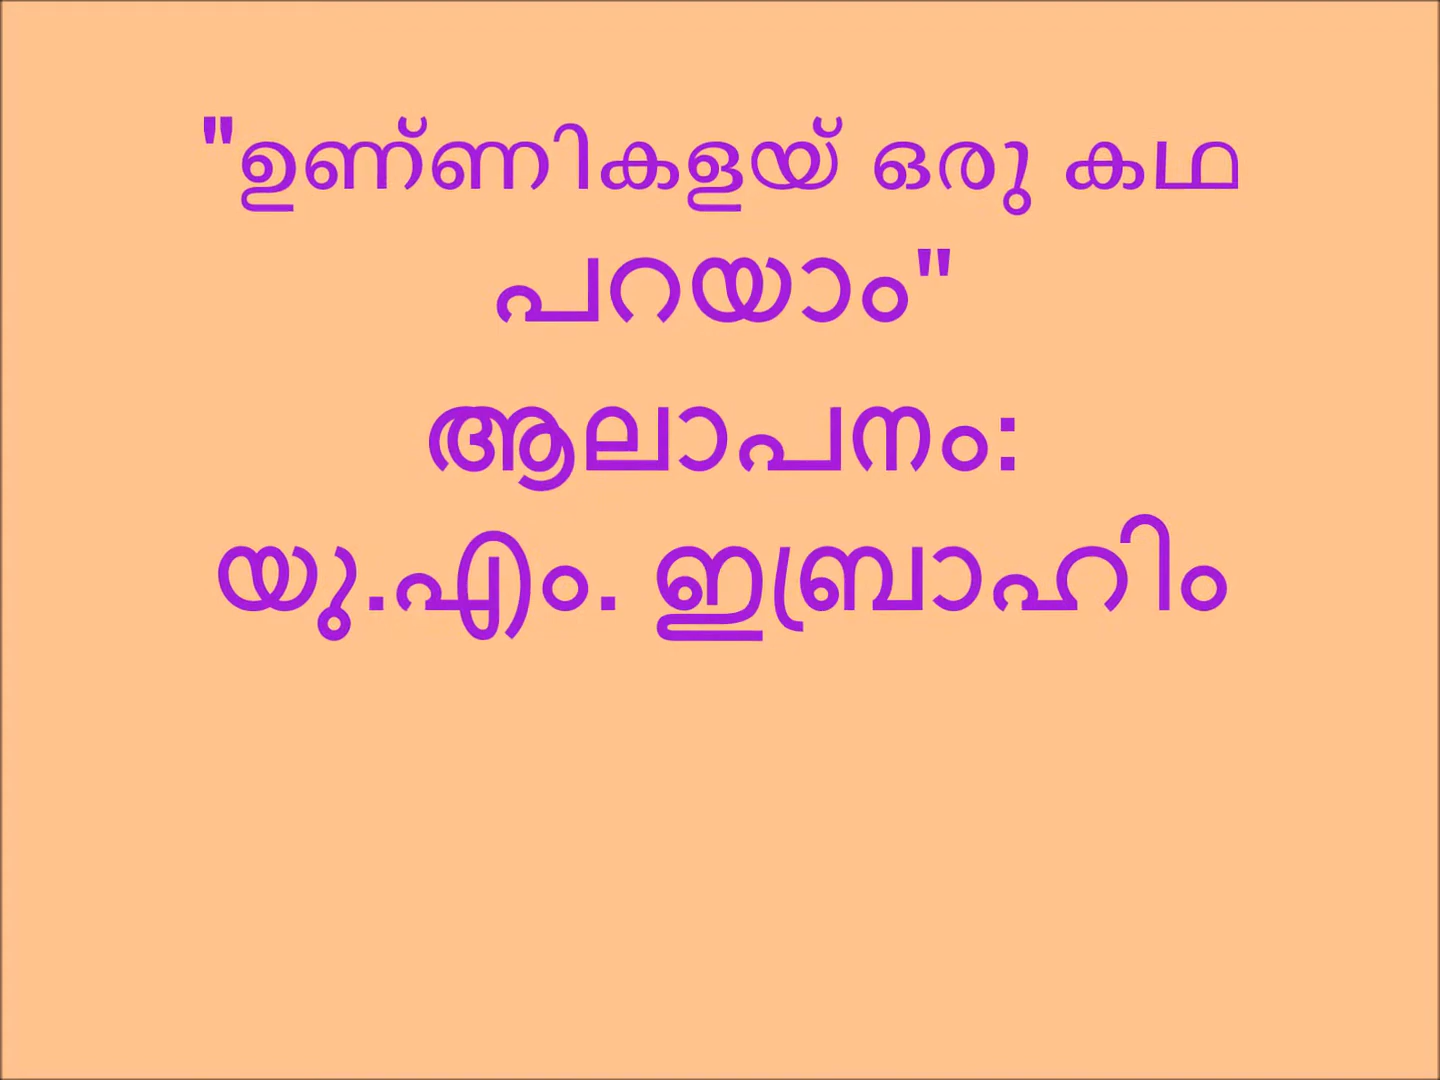 "ഉണ്ണികളയ് ഒരു കഥ
പറയാം"
ആലാപനം:
യു.എം. ഇബ്രാഹിം